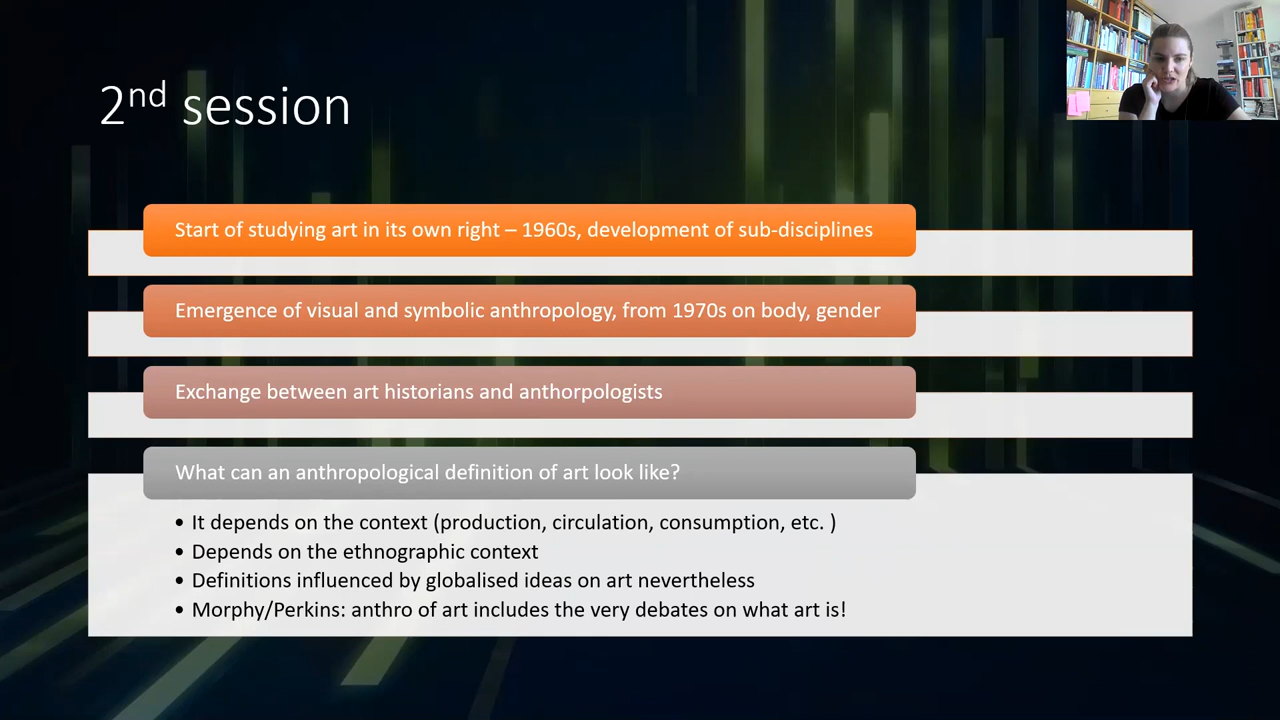 2nd session
Start of studying art in its own right – 1960s, development of sub-disciplines
Emergence of visual and symbolic anthropology, from 1970s on body, gender
Exchange between art historians and anthorpologists
What can an anthropological definition of art look like?
• It depends on the context (production, circulation, consumption, etc. )
• Depends on the ethnographic context
• Definitions influenced by globalised ideas on art nevertheless
• Morphy/Perkins: anthro of art includes the very debates on what art is!